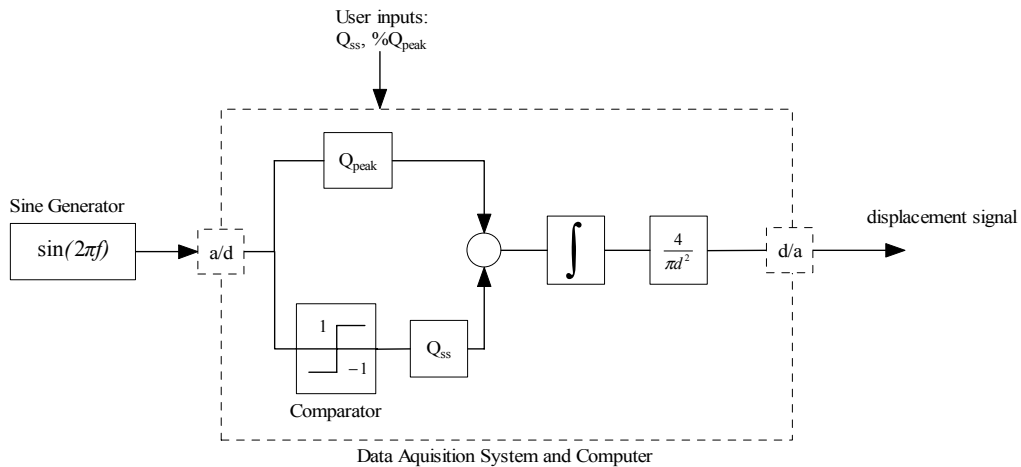 User inputs:
Qss, %Qpeak
Qpeak
Sine Generator
sin(2πf)
a/d
∫
4
πd²
d/a
displacement signal
1
−1
Qss
Comparator
Data Aquisition System and Computer